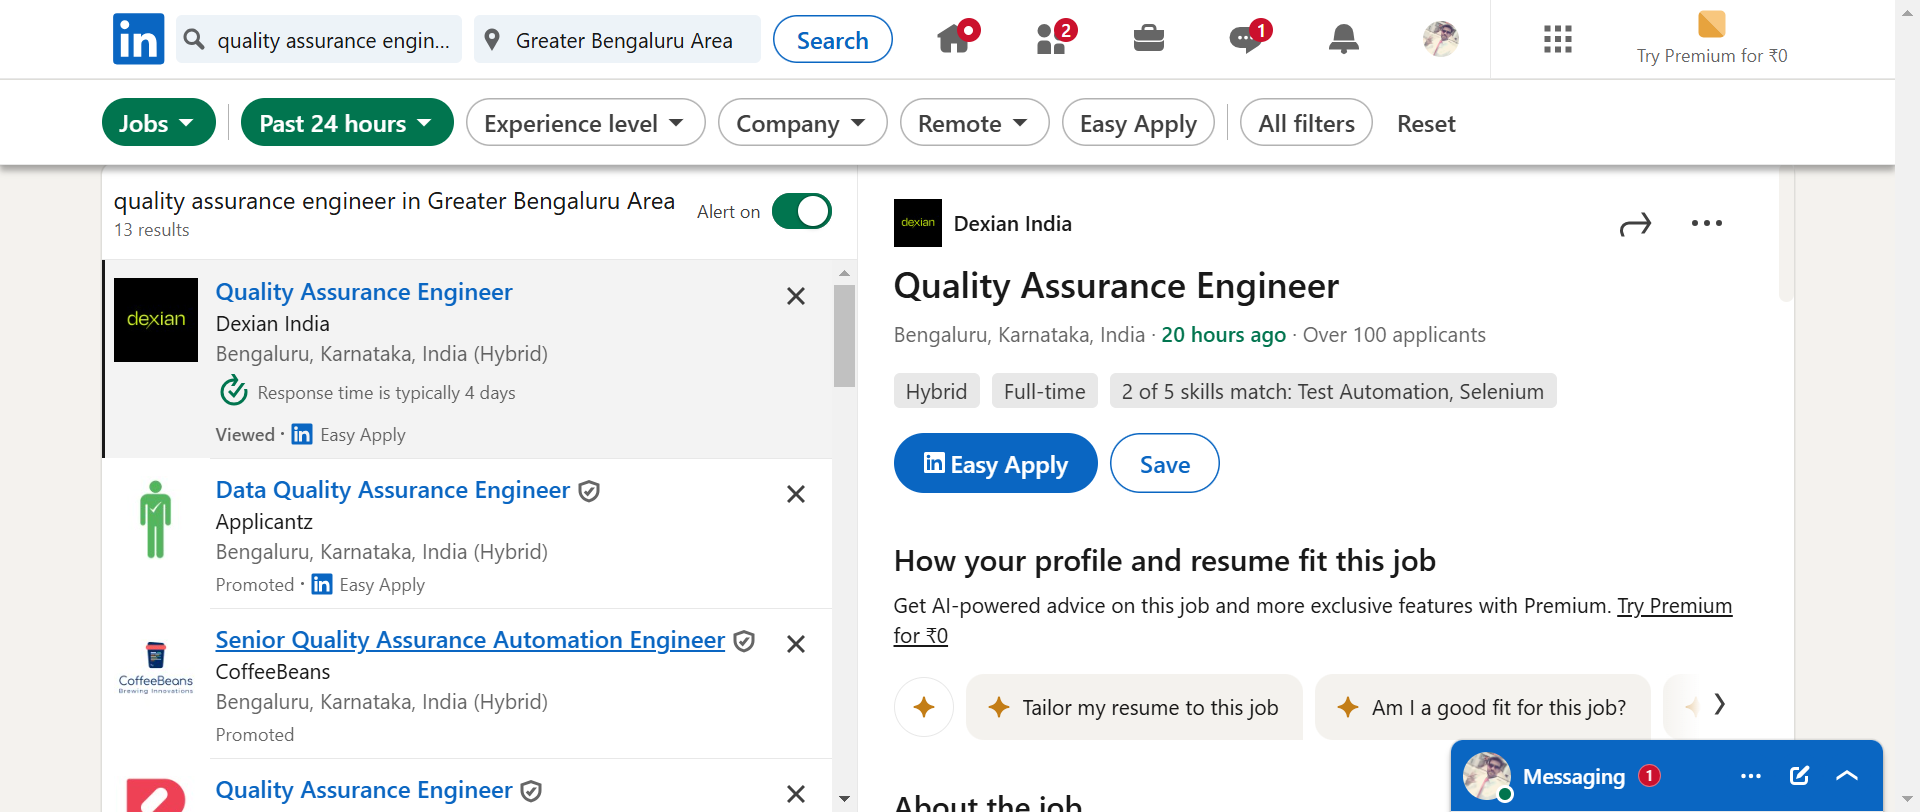 in
quality assurance engin...
Greater Bengaluru Area
Search
2
1
Try Premium for ₹0
Jobs
Past 24 hours
Experience level
Company
Remote
Easy Apply
All filters
Reset
quality assurance engineer in Greater Bengaluru Area
13 results
Alert on
dexian
Quality Assurance Engineer
Dexian India
Bengaluru, Karnataka, India (Hybrid)
Response time is typically 4 days
Viewed · in Easy Apply
Data Quality Assurance Engineer
Applicantz
Bengaluru, Karnataka, India (Hybrid)
Promoted · in Easy Apply
CoffeeBeans
Brewing Innovations
Senior Quality Assurance Automation Engineer
CoffeeBeans
Bengaluru, Karnataka, India (Hybrid)
Promoted
Quality Assurance Engineer
dexian
Dexian India
Quality Assurance Engineer
Bengaluru, Karnataka, India · 20 hours ago · Over 100 applicants
Hybrid
Full-time
2 of 5 skills match: Test Automation, Selenium
in Easy Apply
Save
How your profile and resume fit this job
Get AI-powered advice on this job and more exclusive features with Premium. Try Premium
for ₹0
Tailor my resume to this job
Am I a good fit for this job?
About the job
Messaging 1